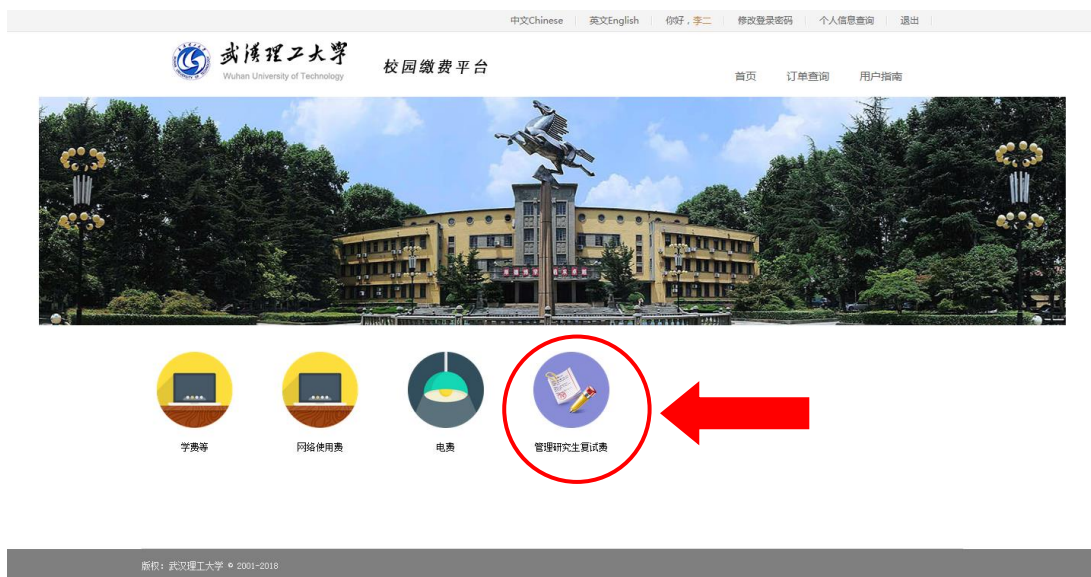 中文Chinese 英文English 你好，李二 修改登录密码 个人信息查询 退出
武汉理工大学
Wuhan University of Technology
校园缴费平台
首页 订单查询 用户指南
学费等 网络使用费 电费 管理研究生复试费
版权：武汉理工大学 © 2001-2018